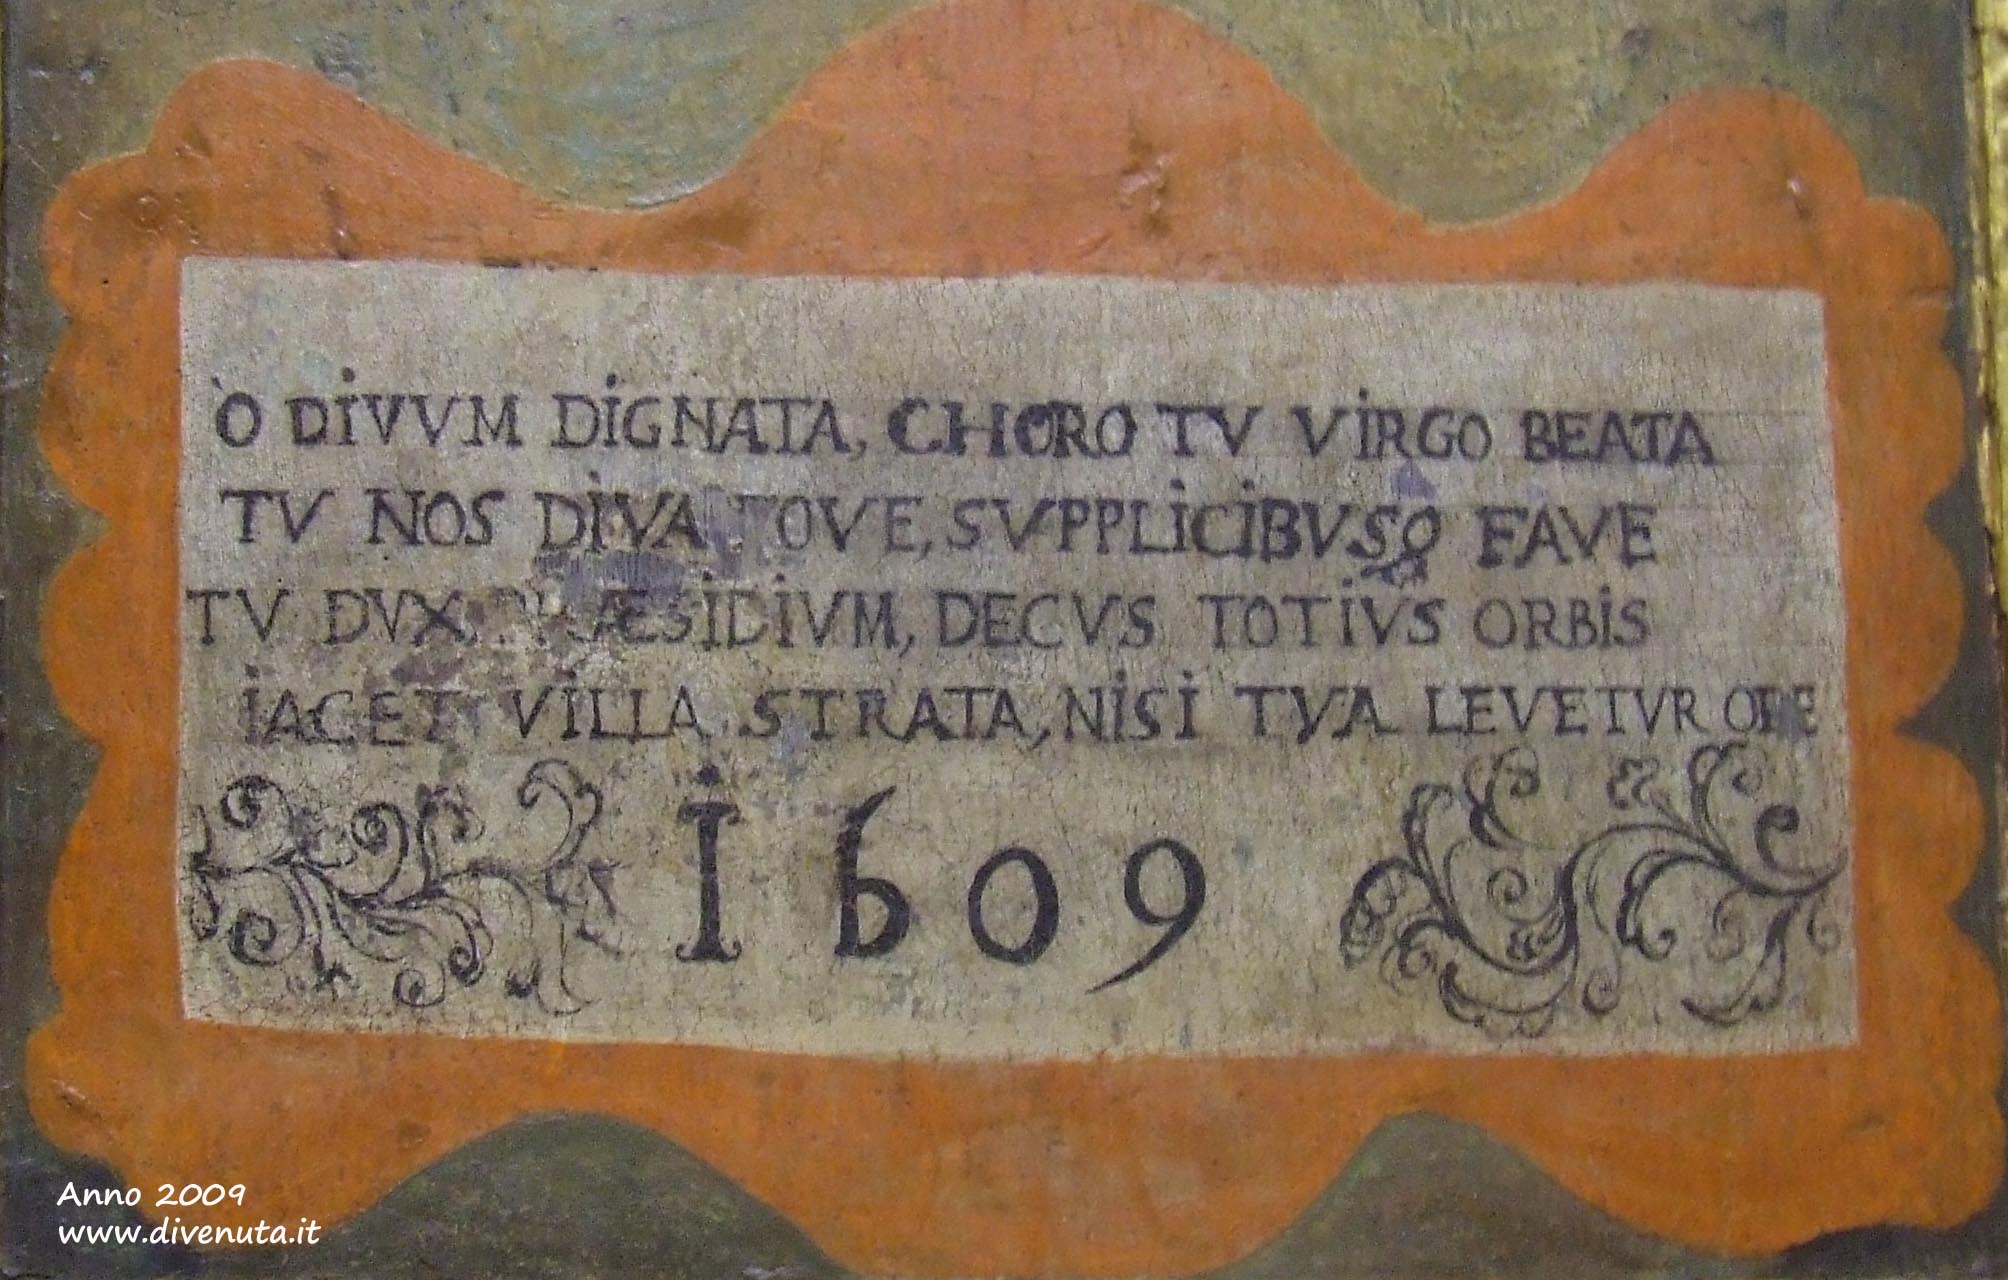 Ò DIVVM DIGNATA, CHORO TV VIRGO BEATA
TV NOS DIVA FOVE, SVPPLICIBVSQ FAVE
TV DVX, PRÆSIDIVM, DECVS TOTIVS ORBIS
IACET VILLA STRATA, NISI TVA LEVETVR OPE
1609
Anno 2009
www.divenuta.it